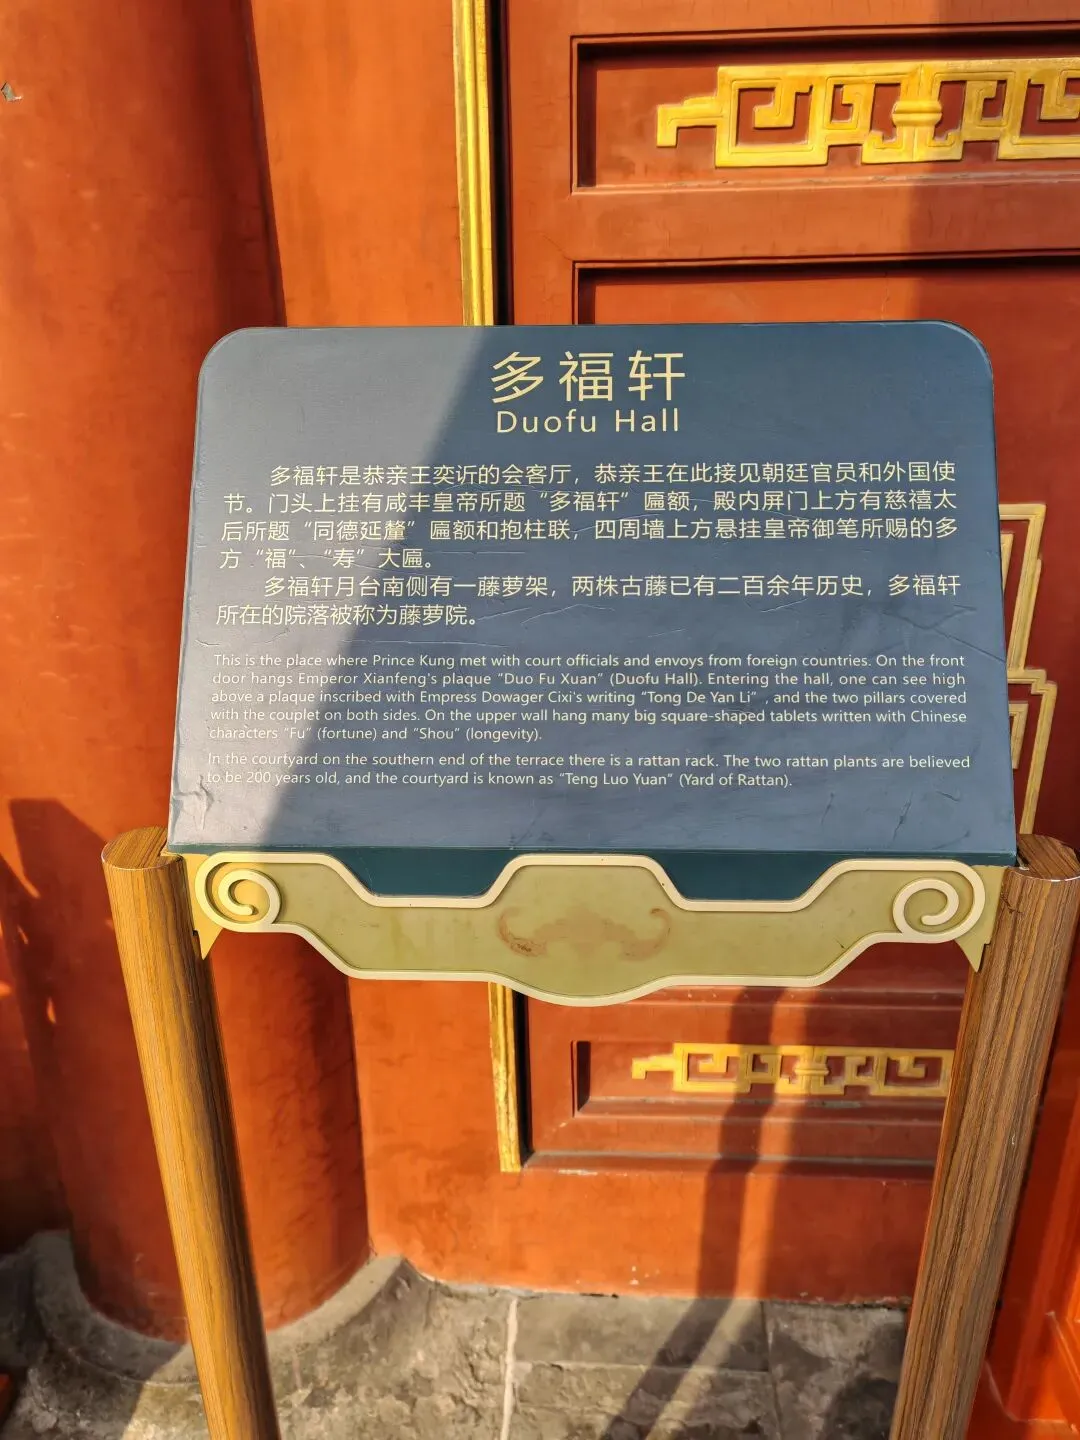 多福轩
Duofu Hall
多福轩是恭亲王奕訢的会客厅，恭亲王在此接见朝廷官员和外国使
节。门头上挂有咸丰皇帝所题“多福轩”匾额，殿内屏门上方有慈禧太
后所题“同德延釐”匾额和抱柱联，四周墙上方悬挂皇帝御笔所赐的多
方“福”、“寿”大匾。
多福轩月台南侧有一藤萝架，两株古藤已有二百余年历史，多福轩
所在的院落被称为藤萝院。
This is the place where Prince Kung met with court officials and envoys from foreign countries. On the front
door hangs Emperor Xianfeng's plaque “Duo Fu Xuan” (Duofu Hall). Entering the hall, one can see high
above a plaque inscribed with Empress Dowager Cixi's writing “Tong De Yan Li” , and the two pillars covered
with the couplet on both sides. On the upper wall hang many big square-shaped tablets written with Chinese
characters “Fu” (fortune) and “Shou” (longevity).
In the courtyard on the southern end of the terrace there is a rattan rack. The two rattan plants are believed
to be 200 years old, and the courtyard is known as “Teng Luo Yuan” (Yard of Rattan).